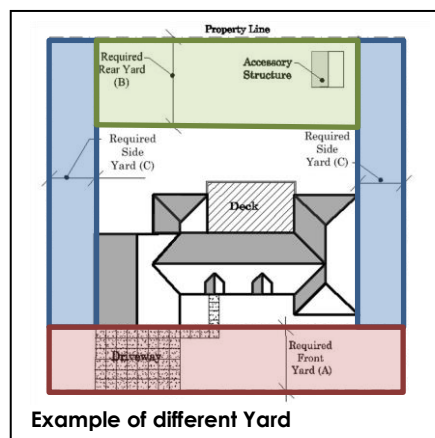 Property Line
Required
Rear Yard
(B)
Accessory
Structure
Required
Side
Yard (C)
Required
Side
Yard (C)
Deck
Driveway
Required
Front
Yard (A)
Example of different Yard